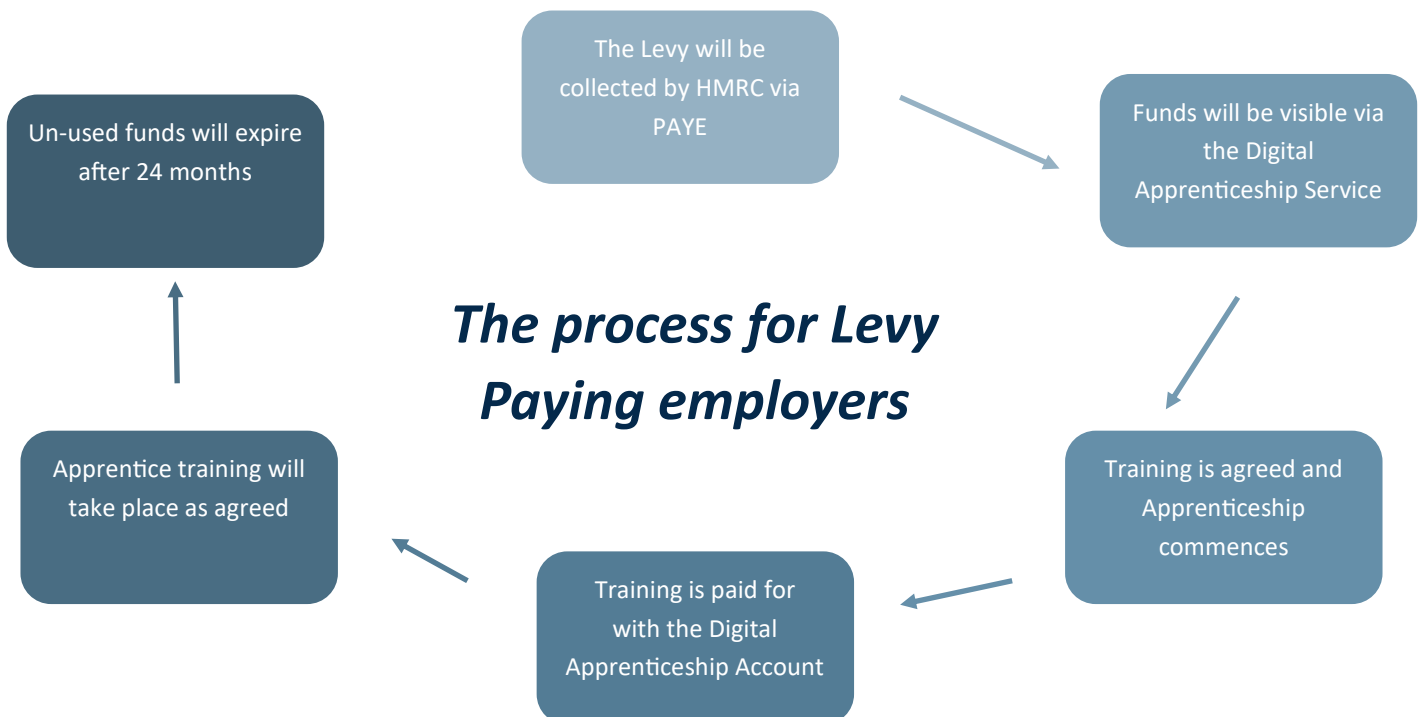 The Levy will be
collected by HMRC via
PAYE
Funds will be visible via
the Digital
Apprenticeship Service
Training is agreed and
Apprenticeship
commences
Training is paid for
with the Digital
Apprenticeship Account
Apprentice training will
take place as agreed
Un-used funds will expire
after 24 months
The process for Levy
Paying employers